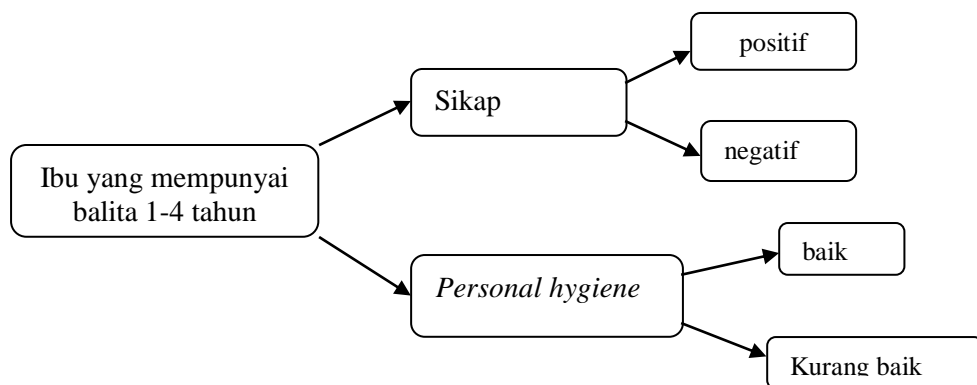 positif
Sikap
negatif
Ibu yang mempunyai
balita 1-4 tahun
baik
Personal hygiene
Kurang baik